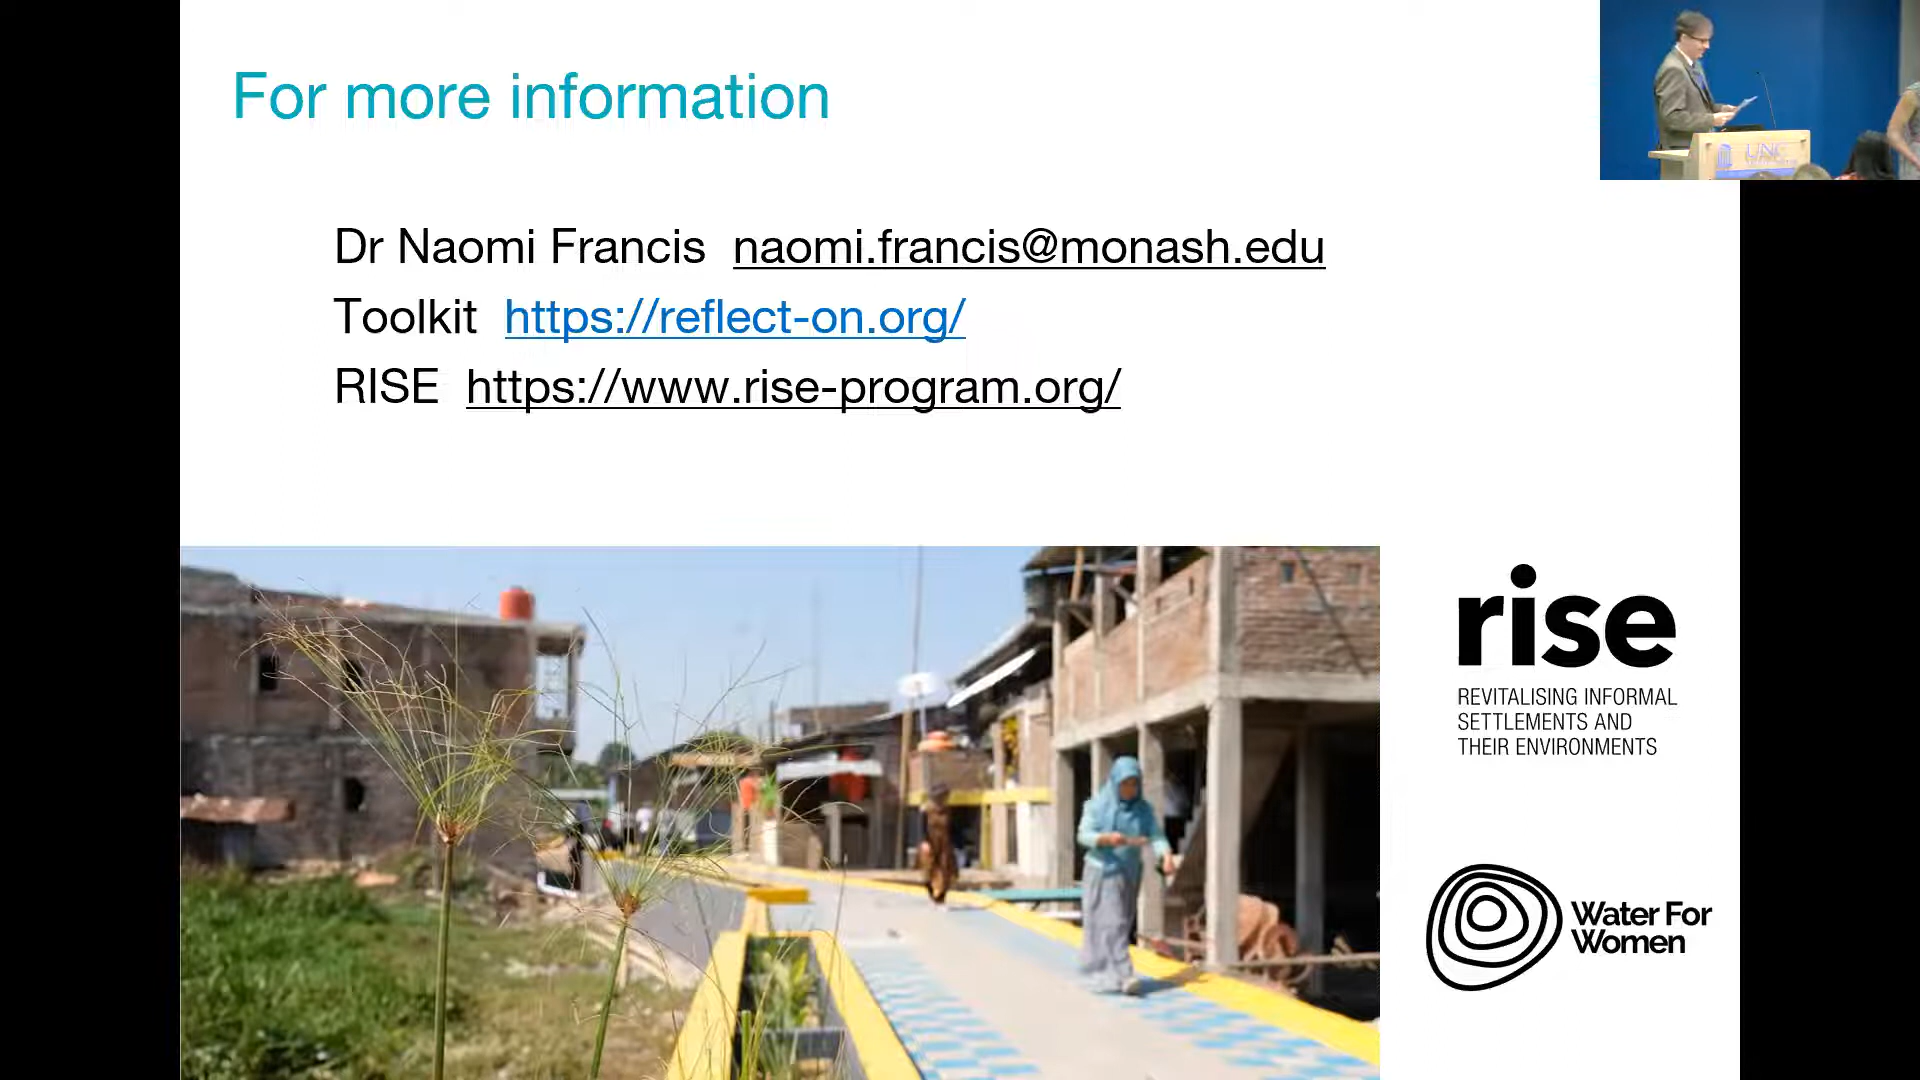 For more information
Dr Naomi Francis naomi.francis@monash.edu
Toolkit https://reflect-on.org/
RISE https://www.rise-program.org/
UNC
rise
REVITALISING INFORMAL
SETTLEMENTS AND
THEIR ENVIRONMENTS
Water For
Women